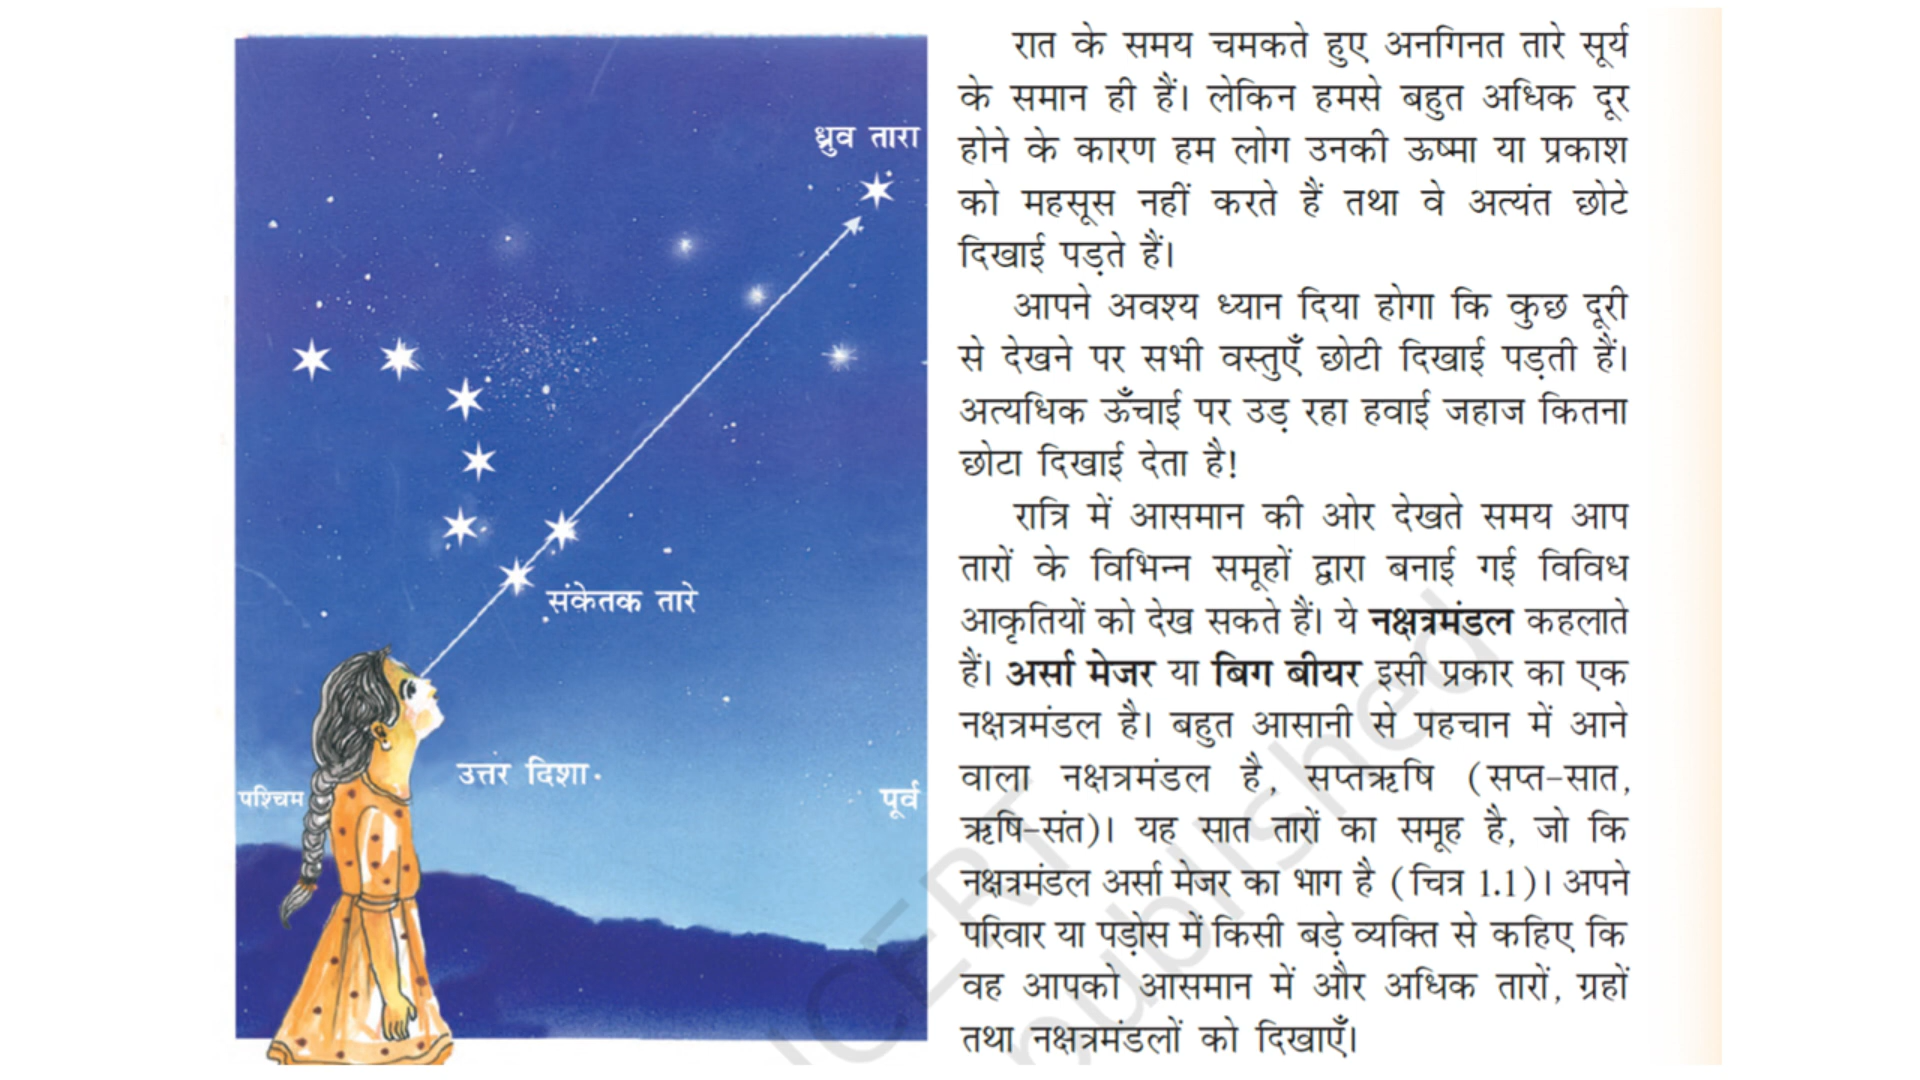 ध्रुव तारा
संकेतक तारे
उत्तर दिशा
पश्चिम
पूर्व
रात के समय चमकते हुए अनगिनत तारे सूर्य
के समान ही हैं। लेकिन हमसे बहुत अधिक दूर
होने के कारण हम लोग उनकी ऊष्मा या प्रकाश
को महसूस नहीं करते हैं तथा वे अत्यंत छोटे
दिखाई पड़ते हैं।
आपने अवश्य ध्यान दिया होगा कि कुछ दूरी
से देखने पर सभी वस्तुएँ छोटी दिखाई पड़ती हैं।
अत्यधिक ऊँचाई पर उड़ रहा हवाई जहाज कितना
छोटा दिखाई देता है!
रात्रि में आसमान की ओर देखते समय आप
तारों के विभिन्न समूहों द्वारा बनाई गई विविध
आकृतियों को देख सकते हैं। ये नक्षत्रमंडल कहलाते
हैं। अर्सा मेजर या बिग बीयर इसी प्रकार का एक
नक्षत्रमंडल है। बहुत आसानी से पहचान में आने
वाला नक्षत्रमंडल है, सप्तऋषि (सप्त-सात,
ऋषि-संत)। यह सात तारों का समूह है, जो कि
नक्षत्रमंडल अर्सा मेजर का भाग है (चित्र 1.1)। अपने
परिवार या पड़ोस में किसी बड़े व्यक्ति से कहिए कि
वह आपको आसमान में और अधिक तारों, ग्रहों
तथा नक्षत्रमंडलों को दिखाएँ।
NCERT
published